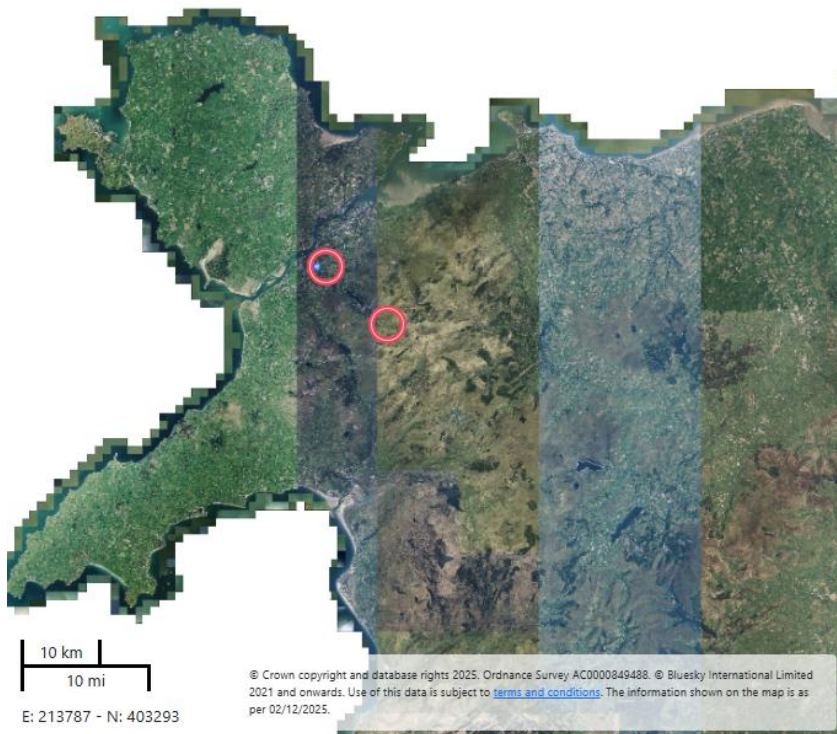 10 km
10 mi
E: 213787 - N: 403293
© Crown copyright and database rights 2025. Ordnance Survey AC0000849488. © Bluesky International Limited
2021 and onwards. Use of this data is subject to terms and conditions. The information shown on the map is as
per 02/12/2025.